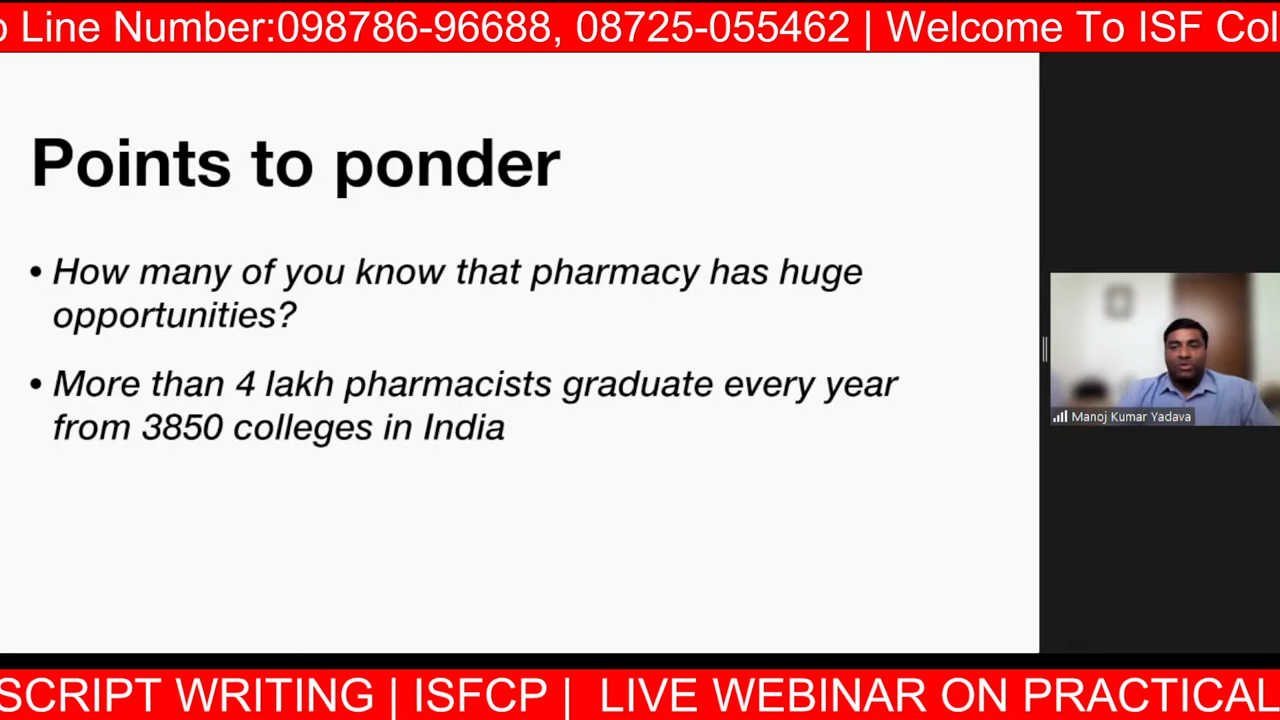 Line Number:098786-96688, 08725-055462 | Welcome To ISF
Points to ponder
• How many of you know that pharmacy has huge
opportunities?
• More than 4 lakh pharmacists graduate every year
from 3850 colleges in India
Manoj Kumar Yadava
SCRIPT WRITING | ISFCP | LIVE WEBINAR ON PRACTICAL